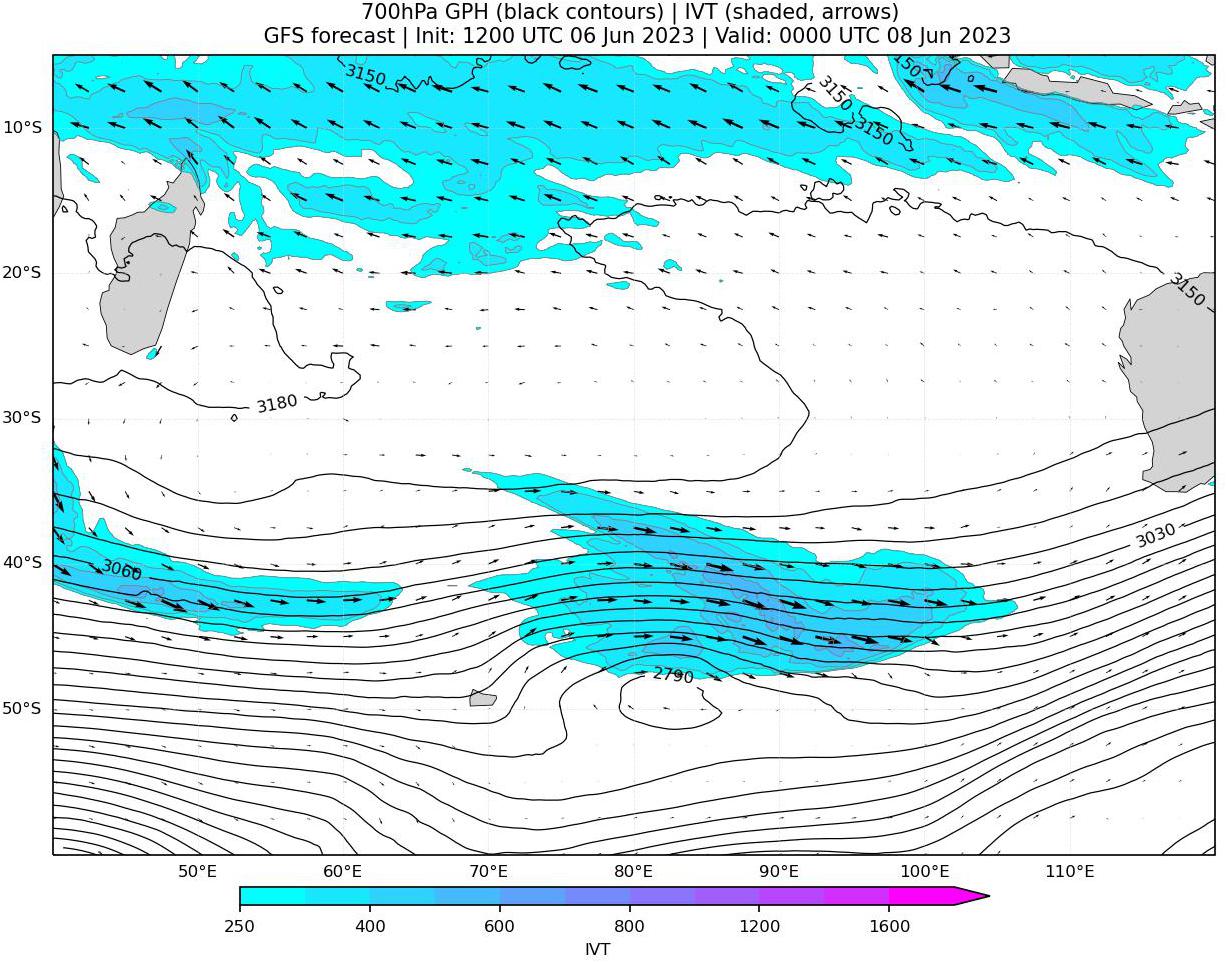 700hPa GPH (black contours) | IVT (shaded, arrows)
GFS forecast | Init: 1200 UTC 06 Jun 2023 | Valid: 0000 UTC 08 Jun 2023
3150
3150
3150
10°S
20°S
3150
3180
30°S
3030
3060
40°S
2790
50°S
50°E 60°E 70°E 80°E 90°E 100°E 110°E
250 400 600 800 1200 1600
IVT